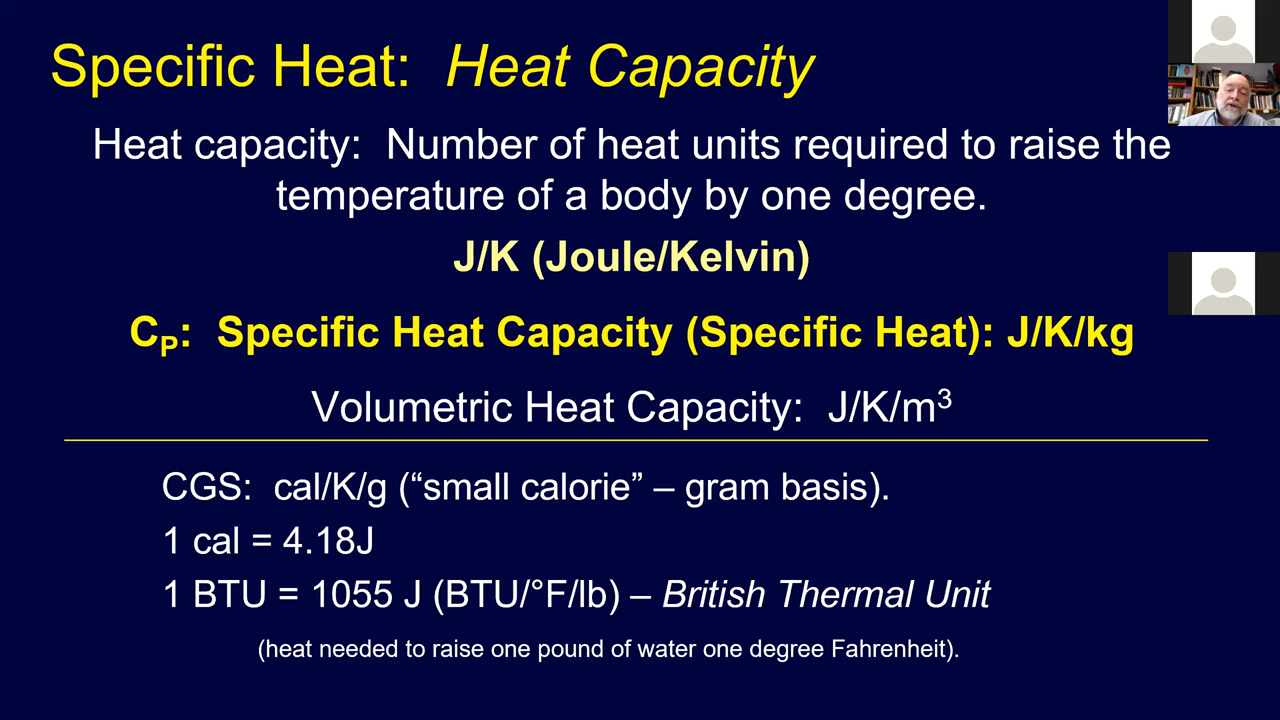 Specific Heat: Heat Capacity
Heat capacity: Number of heat units required to raise the
temperature of a body by one degree.
J/K (Joule/Kelvin)
C_P: Specific Heat Capacity (Specific Heat): J/K/kg
Volumetric Heat Capacity: J/K/m³
CGS: cal/K/g (“small calorie” – gram basis).
1 cal = 4.18J
1 BTU = 1055 J (BTU/°F/lb) – British Thermal Unit
(heat needed to raise one pound of water one degree Fahrenheit).